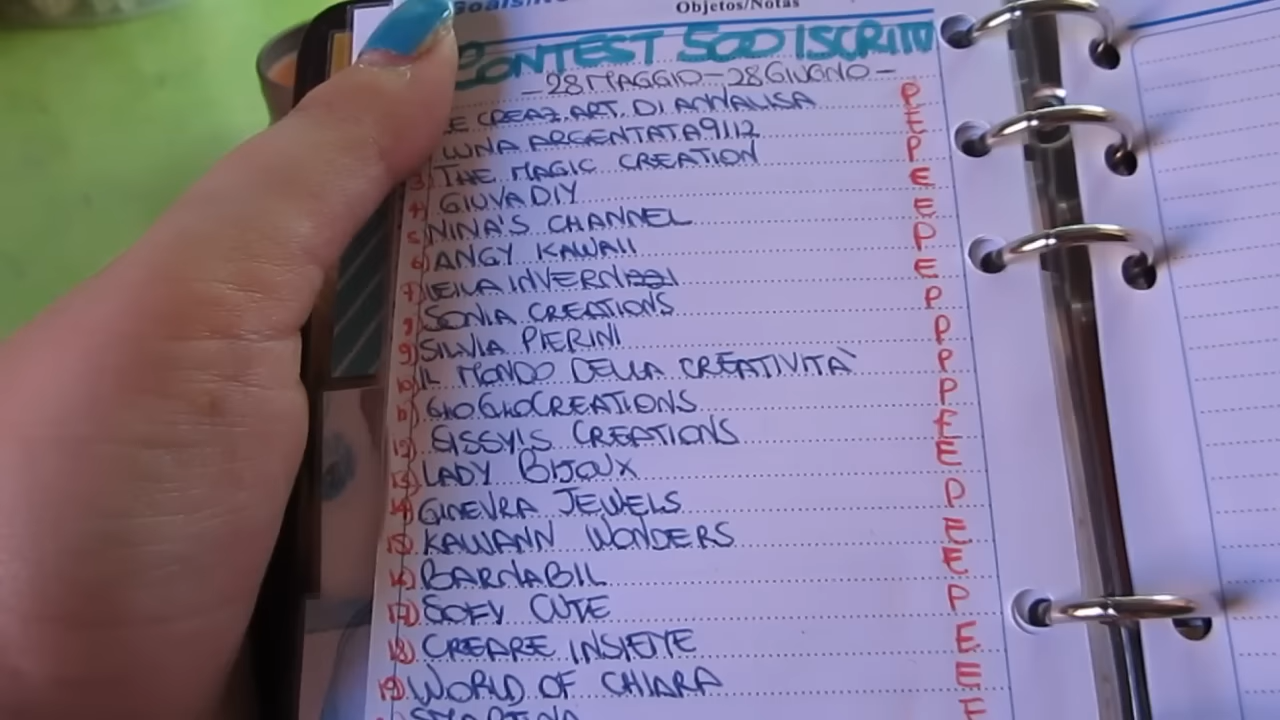 Objetos/Notas
CONTEST 500 ISCRITTI
-28 MAGGIO-28 GIUGNO-
LE CREAZ. ART. DI ANNALISA P
LUNA ARGENTATA9112 E
3) THE MAGIC CREATION P
4) GIUVA DIY E
5) NINA'S CHANNEL E
6) ANGY KAWAII P
7) LEILA INVERNIZZI E
8) SONIA CREATIONS P
9) SILVIA PIERINI P
10) IL MONDO DELLA CREATIVITÀ P
11) GIOGIOCREATIONS P
12) SISSY'S CREATIONS E
13) LADY BIJOUX E
14) GINEVRA JEWELS P
15) KAWANN WONDERS E
16) BARNABIL E
17) SOFY CUTE P
18) CREARE INSIEME E
19) WORLD OF CHIARA E